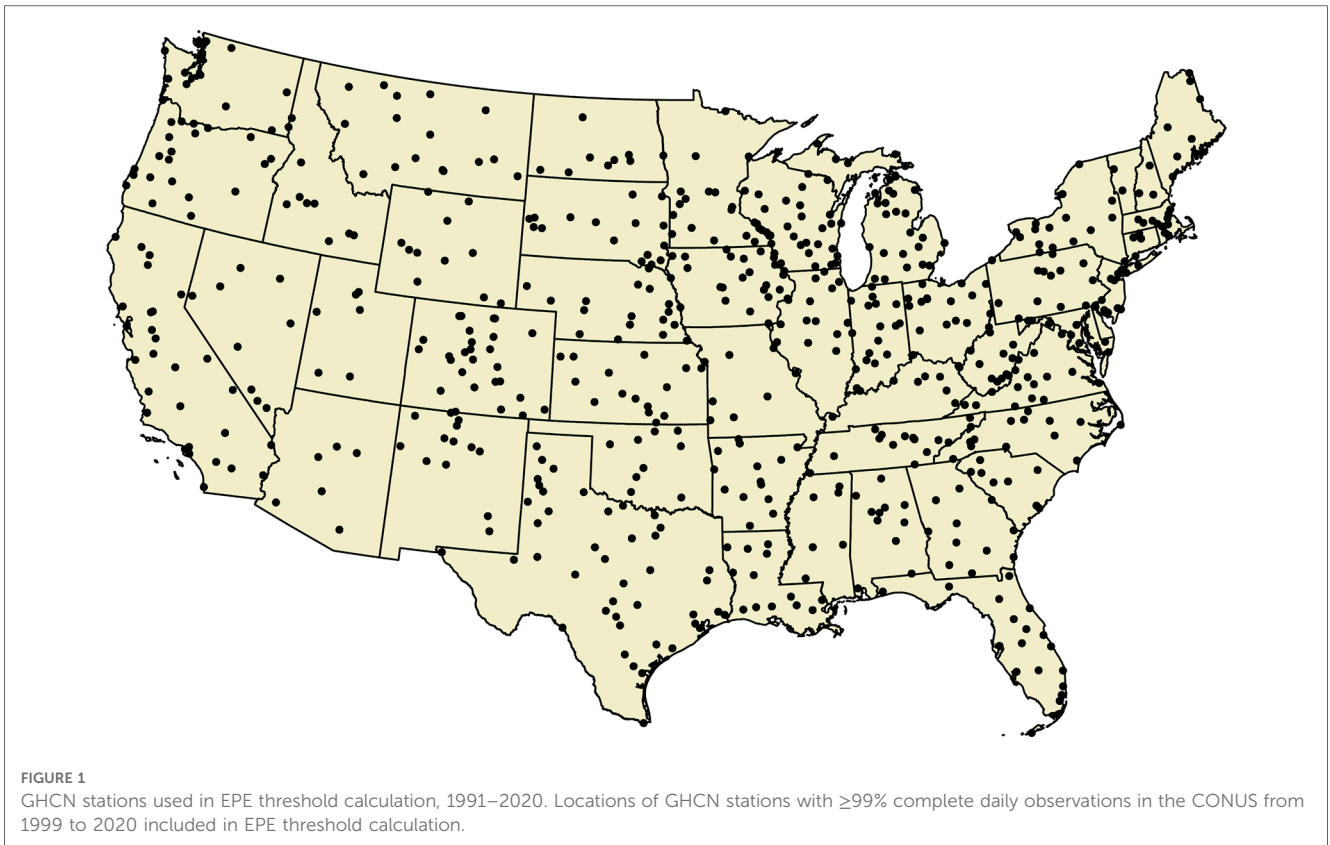 FIGURE 1
GHCN stations used in EPE threshold calculation, 1991–2020. Locations of GHCN stations with ≥99% complete daily observations in the CONUS from
1999 to 2020 included in EPE threshold calculation.